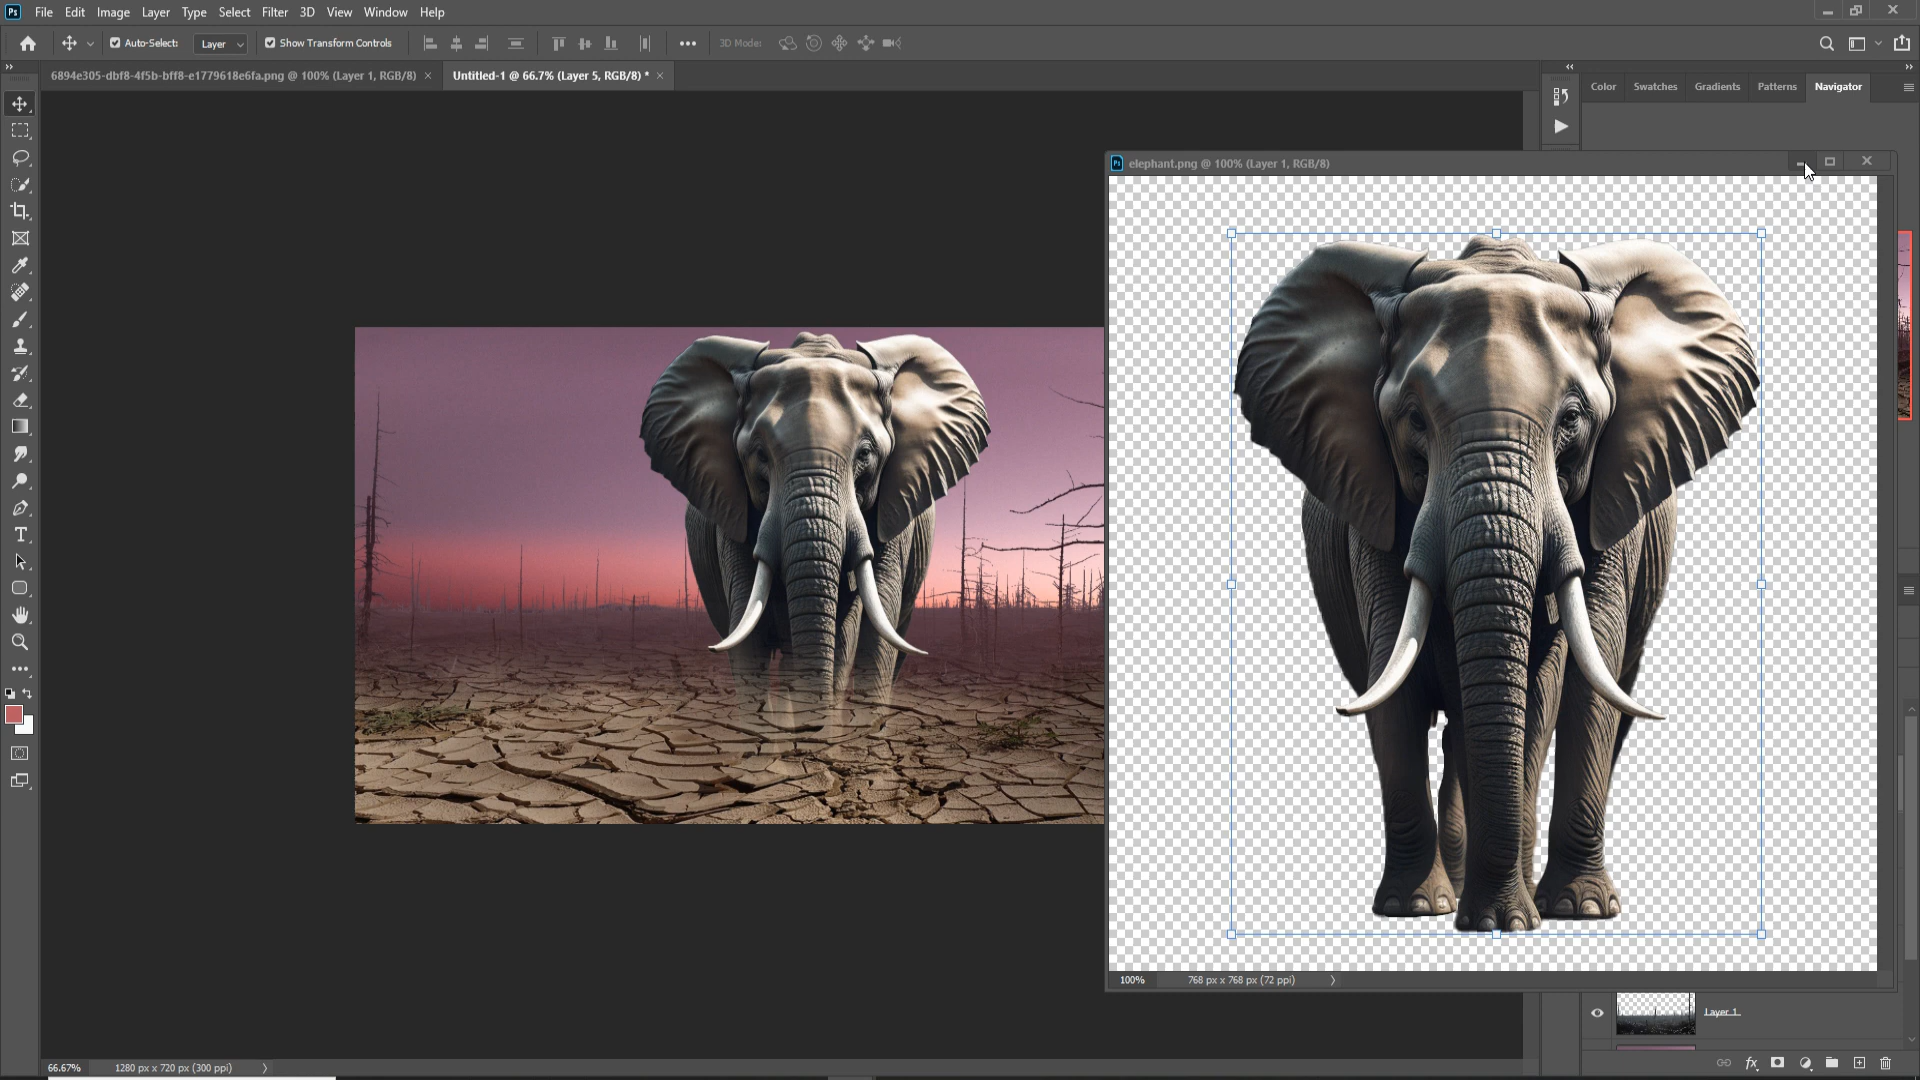 Ps File Edit Image Layer Type Select Filter 3D View Window Help
Auto-Select: Layer Show Transform Controls 3D Mode:
6894e305-dbf8-4f5b-bff8-e1779618e6fa.png @ 100% (Layer 1, RGB/8) Untitled-1 @ 66.7% (Layer 5, RGB/8) *
Color Swatches Gradients Patterns Navigator
Ps elephant.png @ 100% (Layer 1, RGB/8)
100% 768 px x 768 px (72 ppi)
Layer 1
66.67% 1280 px x 720 px (300 ppi)
fx